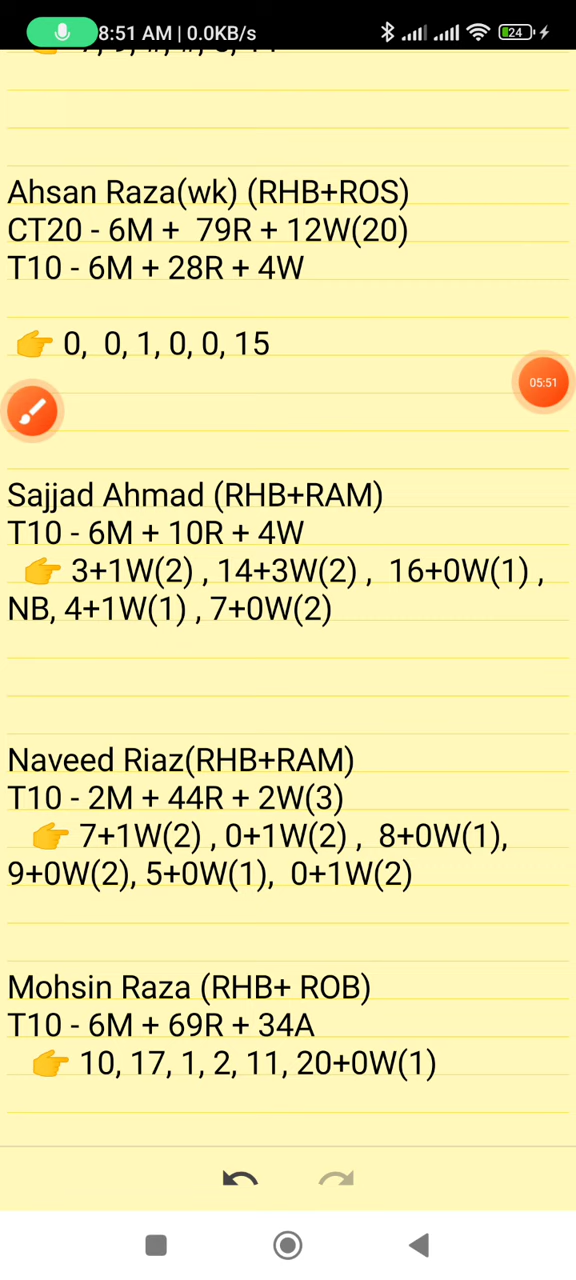 8:51 AM | 0.0KB/s
24
Ahsan Raza(wk) (RHB+ROS)
CT20 - 6M +  79R + 12W(20)
T10 - 6M + 28R + 4W
👉 0,  0, 1, 0, 0, 15
05:51
Sajjad Ahmad (RHB+RAM)
T10 - 6M + 10R + 4W
👉 3+1W(2) , 14+3W(2) ,  16+0W(1) ,
NB, 4+1W(1) , 7+0W(2)
Naveed Riaz(RHB+RAM)
T10 - 2M + 44R + 2W(3)
👉 7+1W(2) , 0+1W(2) ,  8+0W(1),
9+0W(2), 5+0W(1),  0+1W(2)
Mohsin Raza (RHB+ ROB)
T10 - 6M + 69R + 34A
👉 10, 17, 1, 2, 11, 20+0W(1)